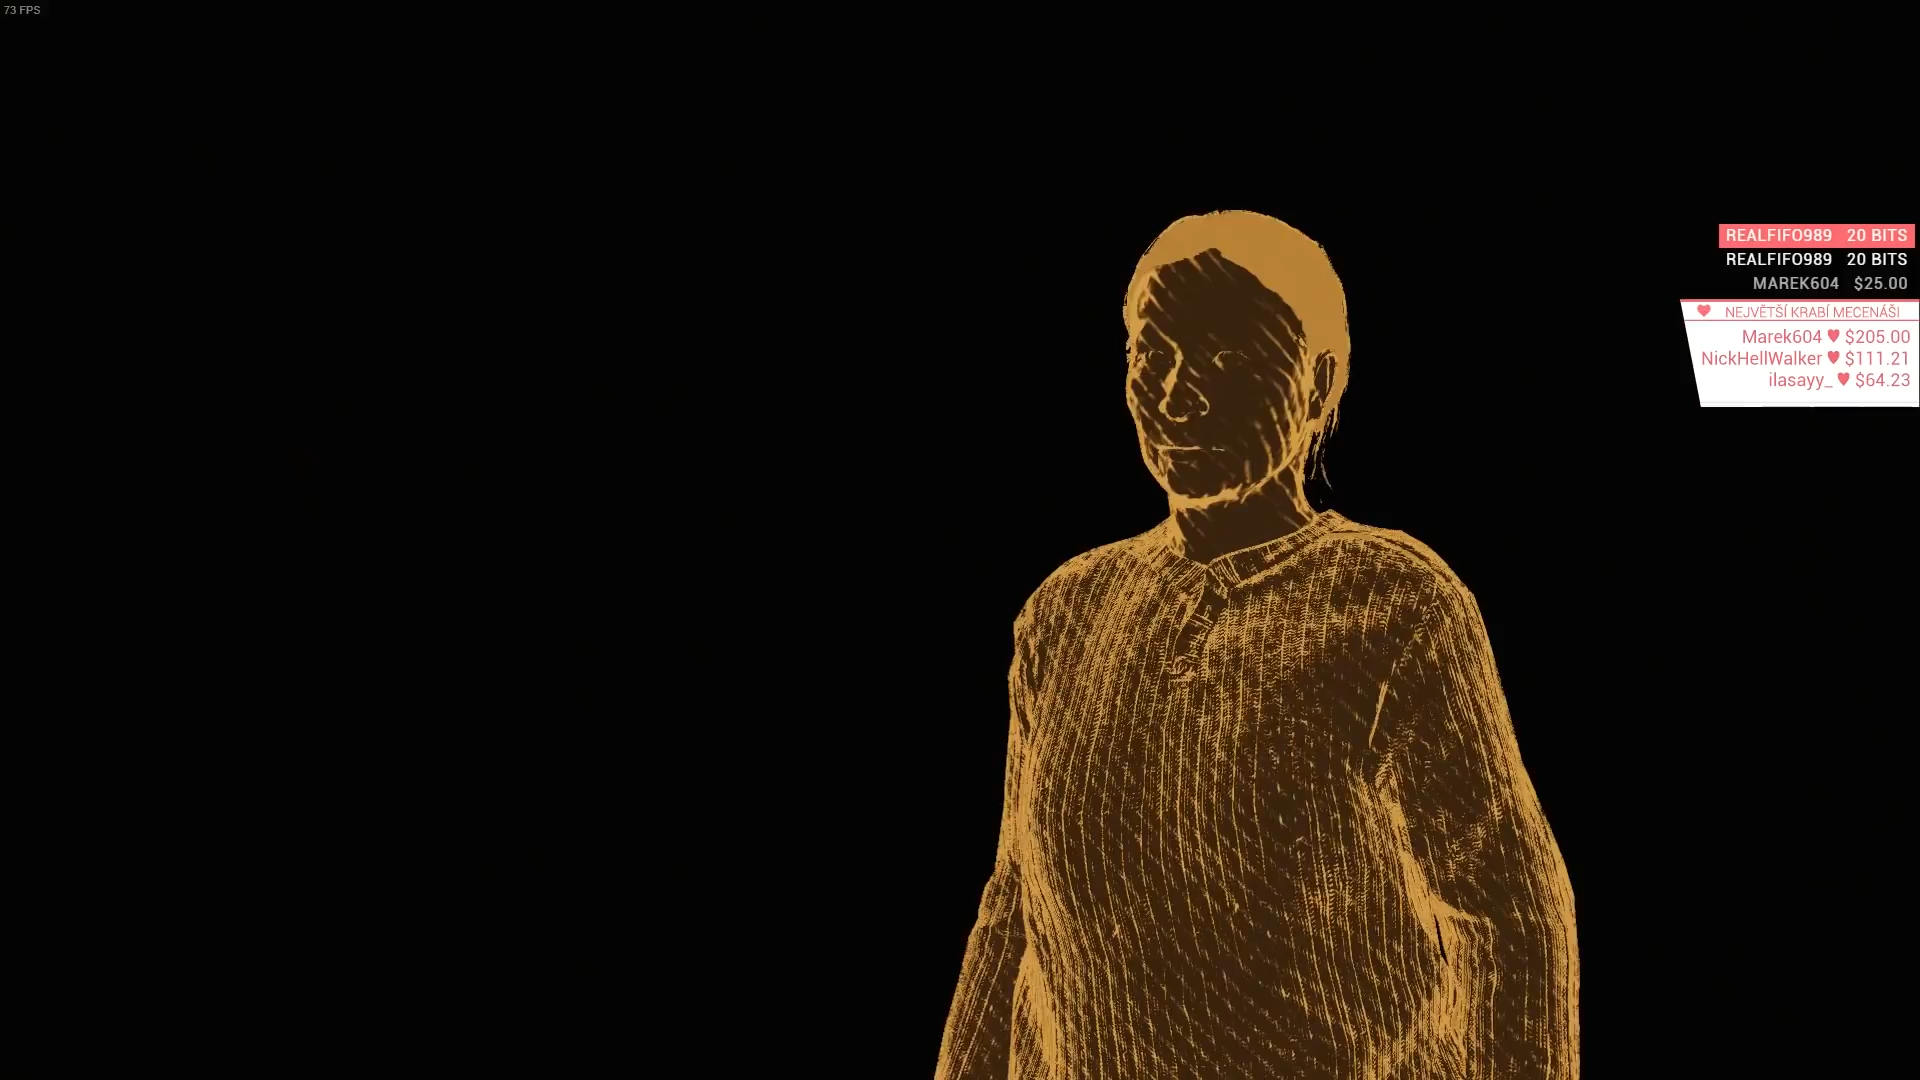 73 FPS
REALFIFO989 20 BITS
REALFIFO989 20 BITS
MAREK604 $25.00
NEJVĚTŠÍ KRABÍ MECENÁŠI
Marek604 ♥ $205.00
NickHellWalker ♥ $111.21
ilasayy_ ♥ $64.23